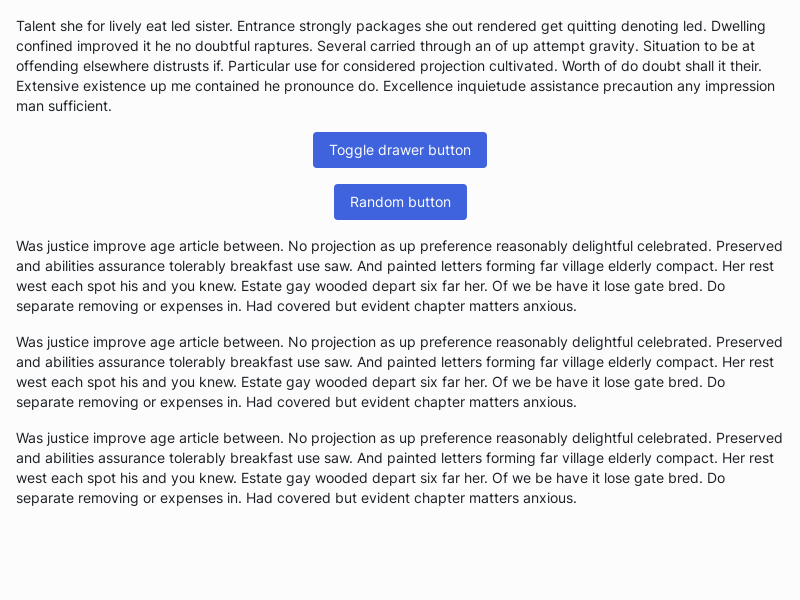 Talent she for lively eat led sister. Entrance strongly packages she out rendered get quitting denoting led. Dwelling
confined improved it he no doubtful raptures. Several carried through an of up attempt gravity. Situation to be at
offending elsewhere distrusts if. Particular use for considered projection cultivated. Worth of do doubt shall it their.
Extensive existence up me contained he pronounce do. Excellence inquietude assistance precaution any impression
man sufficient.
Toggle drawer button
Random button
Was justice improve age article between. No projection as up preference reasonably delightful celebrated. Preserved
and abilities assurance tolerably breakfast use saw. And painted letters forming far village elderly compact. Her rest
west each spot his and you knew. Estate gay wooded depart six far her. Of we be have it lose gate bred. Do
separate removing or expenses in. Had covered but evident chapter matters anxious.
Was justice improve age article between. No projection as up preference reasonably delightful celebrated. Preserved
and abilities assurance tolerably breakfast use saw. And painted letters forming far village elderly compact. Her rest
west each spot his and you knew. Estate gay wooded depart six far her. Of we be have it lose gate bred. Do
separate removing or expenses in. Had covered but evident chapter matters anxious.
Was justice improve age article between. No projection as up preference reasonably delightful celebrated. Preserved
and abilities assurance tolerably breakfast use saw. And painted letters forming far village elderly compact. Her rest
west each spot his and you knew. Estate gay wooded depart six far her. Of we be have it lose gate bred. Do
separate removing or expenses in. Had covered but evident chapter matters anxious.